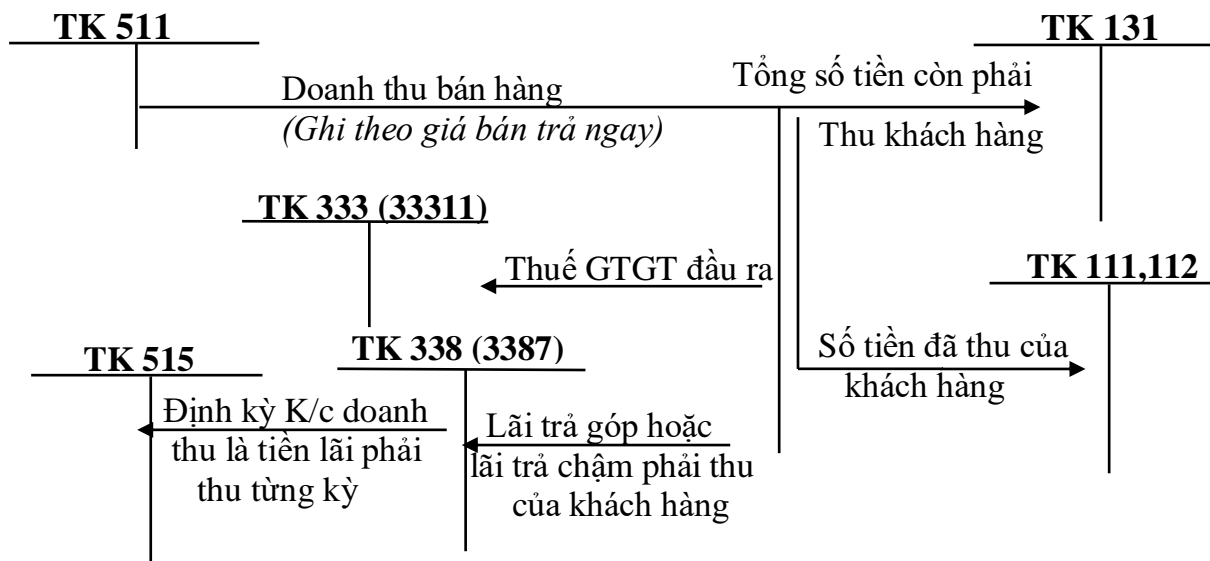 TK 511
TK 131
Doanh thu bán hàng
(Ghi theo giá bán trả ngay)
Tổng số tiền còn phải
Thu khách hàng
TK 333 (33311)
Thuế GTGT đầu ra
TK 111,112
TK 515
TK 338 (3387)
Số tiền đã thu của
khách hàng
Định kỳ K/c doanh
thu là tiền lãi phải
thu từng kỳ
Lãi trả góp hoặc
lãi trả chậm phải thu
của khách hàng